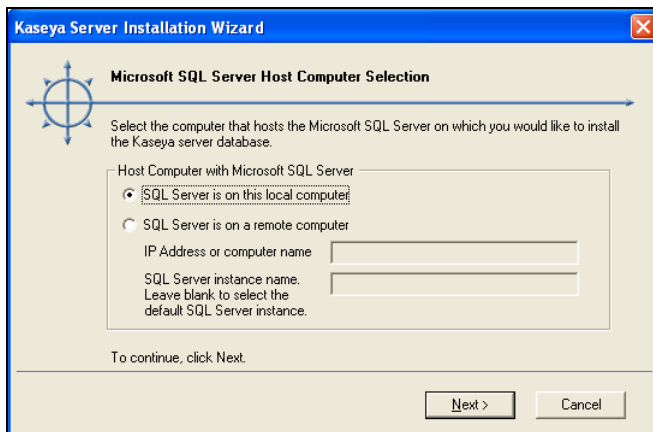 Kaseya Server Installation Wizard
Microsoft SQL Server Host Computer Selection
Select the computer that hosts the Microsoft SQL Server on which you would like to install
the Kaseya server database.
Host Computer with Microsoft SQL Server
SQL Server is on this local computer
SQL Server is on a remote computer
IP Address or computer name
SQL Server instance name.
Leave blank to select the
default SQL Server instance.
To continue, click Next.
Next >
Cancel